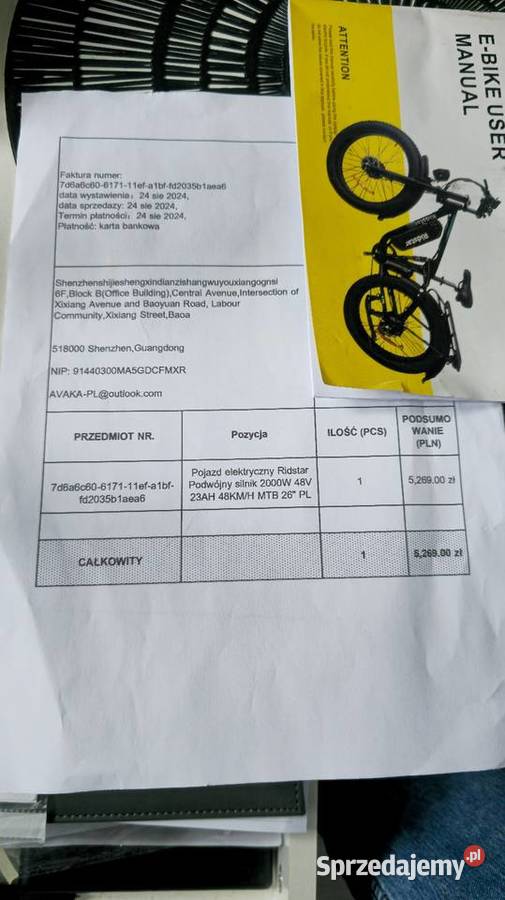 E-BIKE USER
MANUAL
ATTENTION
Ridstar
Faktura numer:
7d6a6c60-6171-11ef-a1bf-fd2035b1aea6
data wystawienia: 24 sie 2024,
data sprzedazy: 24 sie 2024,
Termin płatności: 24 sie 2024,
Płatność: karta bankowa
Shenzhenshijieshengxindianzishangwuyouxiangognsi
6F,Block B(Office Building),Central Avenue,Intersection of
Xixiang Avenue and Baoyuan Road, Labour
Community,Xixiang Street,Baoa
518000 Shenzhen,Guangdong
NIP: 91440300MA5GDCFMXR
AVAKA-PL@outlook.com
PRZEDMIOT NR. Pozycja ILOŚĆ (PCS) PODSUMO
WANIE
(PLN)
7d6a6c60-6171-11ef-a1bf-
fd2035b1aea6
Pojazd elektryczny Ridstar
Podwójny silnik 2000W 48V
23AH 48KM/H MTB 26" PL
1 5,269.00 zł
CAŁKOWITY 1 5,269.00 zł
Sprzedajemy.pl